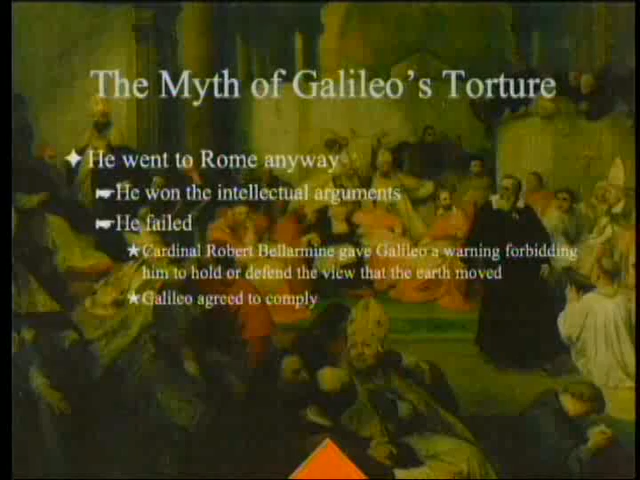 The Myth of Galileo's Torture
He went to Rome anyway
He won the intellectual arguments
He failed
Cardinal Robert Bellarmine gave Galileo a warning forbidding
him to hold or defend the view that the earth moved
Galileo agreed to comply